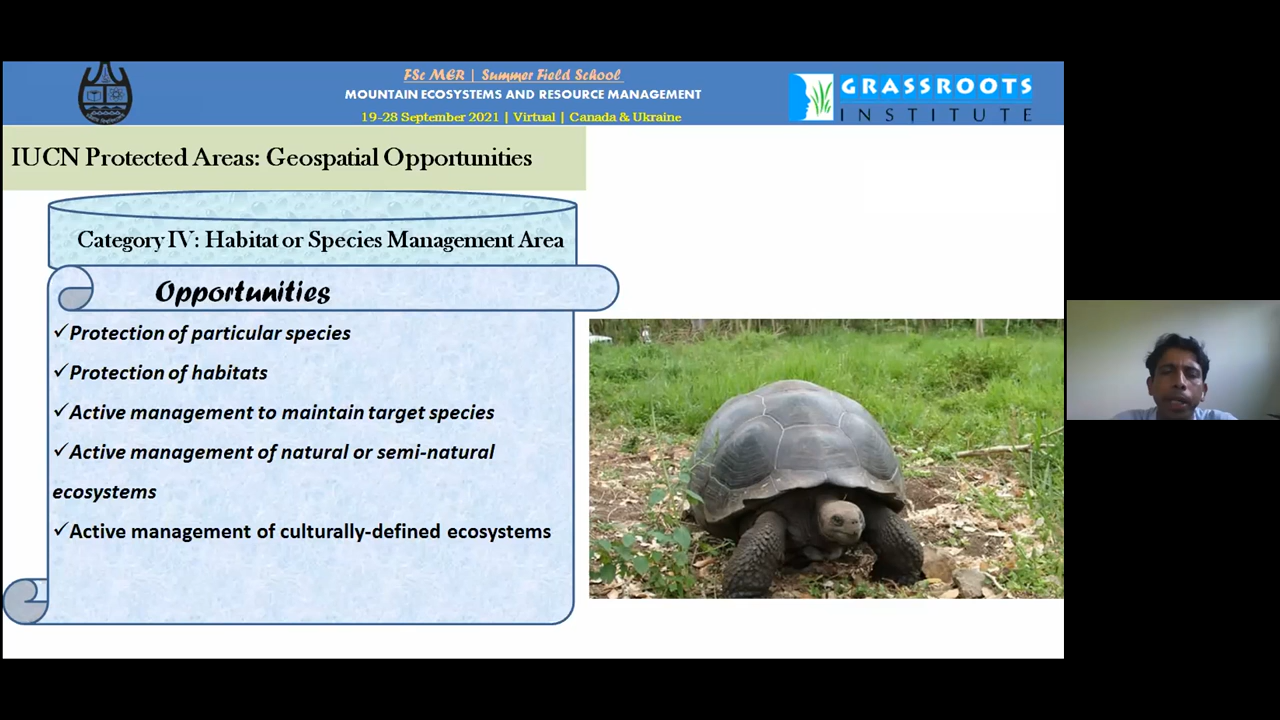 FSc MER | Summer Field School
MOUNTAIN ECOSYSTEMS AND RESOURCE MANAGEMENT
19-28 September 2021 | Virtual | Canada & Ukraine
GRASSROOTS
INSTITUTE
IUCN Protected Areas: Geospatial Opportunities
Category IV: Habitat or Species Management Area
Opportunities
✓Protection of particular species
✓Protection of habitats
✓Active management to maintain target species
✓Active management of natural or semi-natural
ecosystems
✓Active management of culturally-defined ecosystems